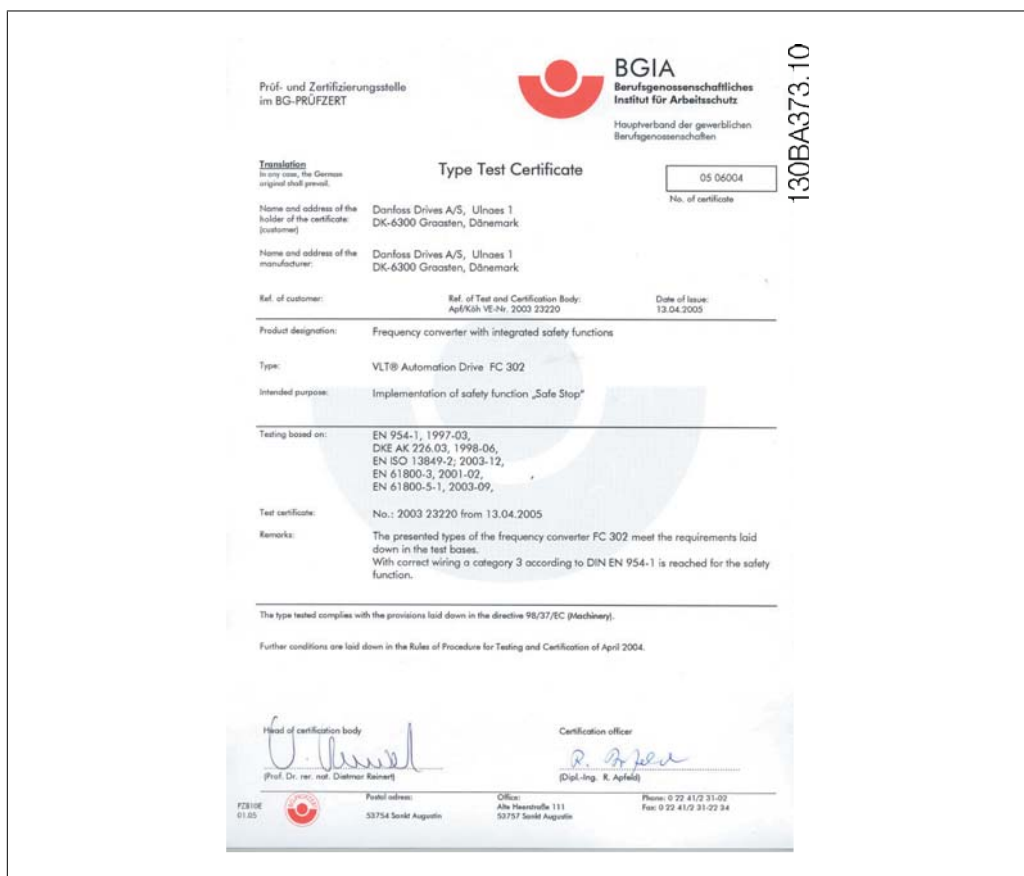 130BA373.10
Prüf- und Zertifizierungsstelle
im BG-PRÜFZERT
BGIA
Berufsgenossenschaftliches
Institut für Arbeitsschutz
Hauptverband der gewerblichen
Berufsgenossenschaften
Translation
In any case, the German
original shall prevail.
Type Test Certificate
05 06004
No. of certificate
Name and address of the
holder of the certificate:
(customer)
Danfoss Drives A/S, Ulnaes 1
DK-6300 Graasten, Dänemark
Name and address of the
manufacturer:
Danfoss Drives A/S, Ulnaes 1
DK-6300 Graasten, Dänemark
Ref. of customer:
Ref. of Test and Certification Body:
Apf/Köh VE-Nr. 2003 23220
Date of Issue:
13.04.2005
Product designation:
Frequency converter with integrated safety functions
Type:
VLT® Automation Drive FC 302
Intended purpose:
Implementation of safety function „Safe Stop“
Testing based on:
EN 954-1, 1997-03,
DKE AK 226.03, 1998-06,
EN ISO 13849-2; 2003-12,
EN 61800-3, 2001-02,
EN 61800-5-1, 2003-09,
Test certificate:
No.: 2003 23220 from 13.04.2005
Remarks:
The presented types of the frequency converter FC 302 meet the requirements laid
down in the test bases.
With correct wiring a category 3 according to DIN EN 954-1 is reached for the safety
function.
The type tested complies with the provisions laid down in the directive 98/37/EC (Machinery).
Further conditions are laid down in the Rules of Procedure for Testing and Certification of April 2004.
Head of certification body
(Prof. Dr. rer. nat. Dietmar Reinert)
Certification officer
R. Apfeld
(Dipl.-Ing. R. Apfeld)
PZB10E
01.05
Postal adress:
53754 Sankt Augustin
Office:
Alte Heerstraße 111
53757 Sankt Augustin
Phone: 0 22 41/2 31-02
Fax: 0 22 41/2 31-22 34